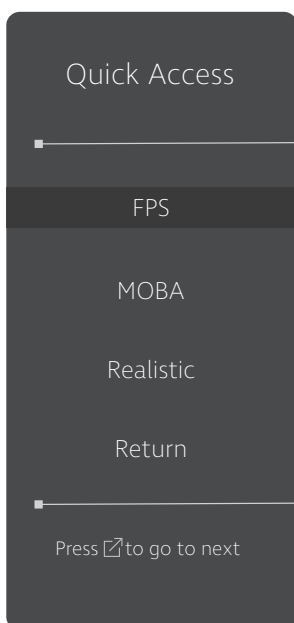 Quick Access
FPS
MOBA
Realistic
Return
Press to go to next